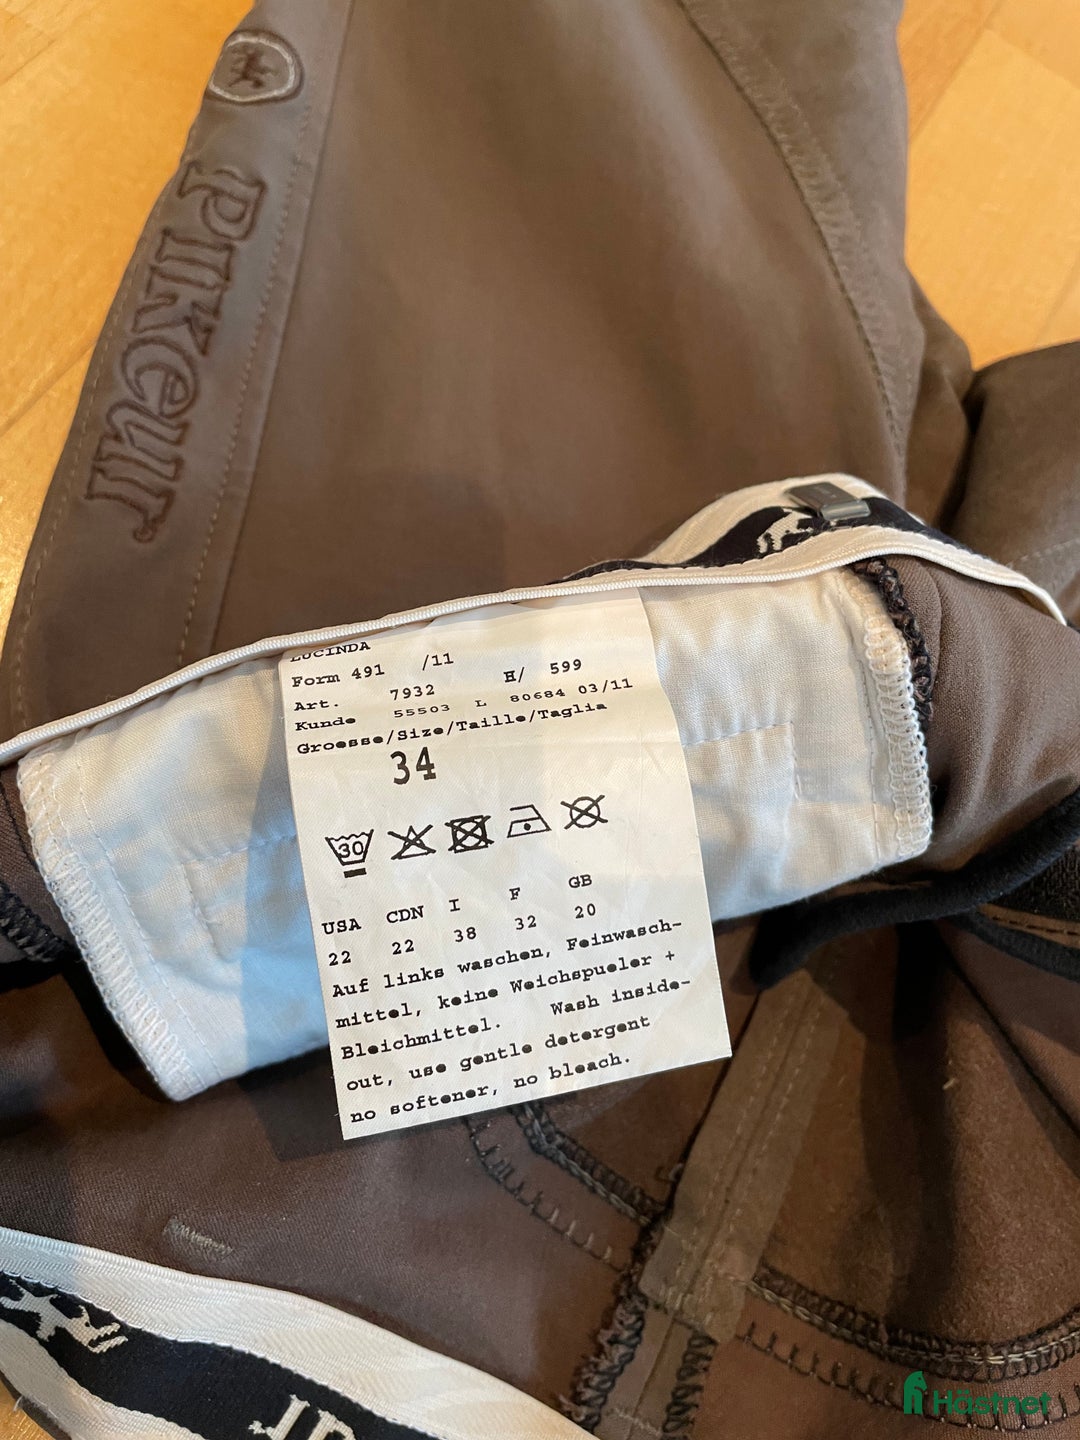 PIKEUR
LUCINDA
Form 491 /11
Art. 7932 H/ 599
Kunde 55503 L 80684 03/11
Groesse/Size/Taille/Taglia
34
30
USA CDN I F GB
22 22 38 32 20
Auf links waschen, Feinwasch-
mittel, keine Weichspueler +
Bleichmittel. Wash inside-
out, use gentle detergent
no softener, no bleach.
Hästnet